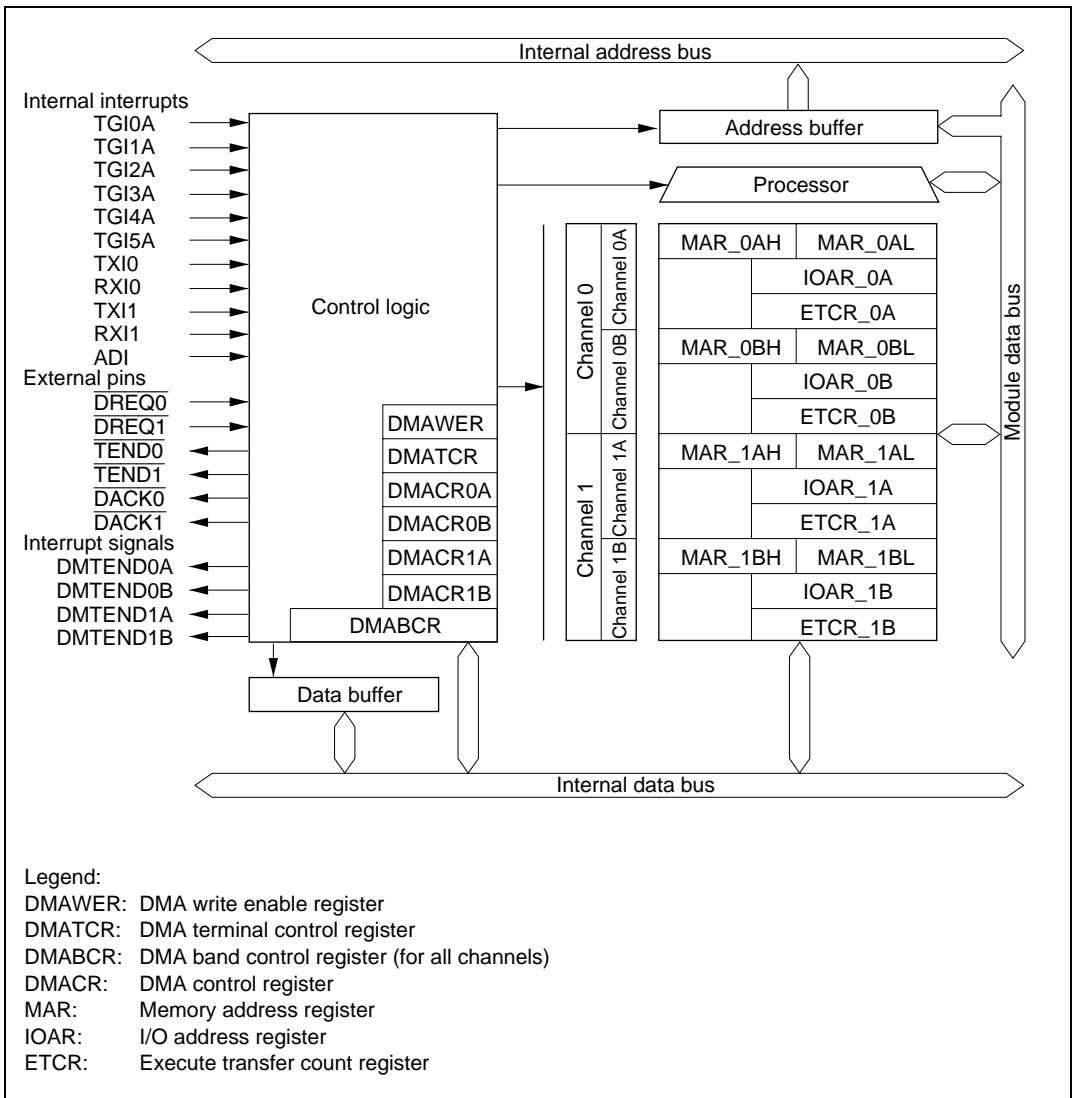 Internal address bus
Internal interrupts
TGI0A
TGI1A
TGI2A
TGI3A
TGI4A
TGI5A
TXI0
RXI0
TXI1
RXI1
ADI
External pins
DREQ0
DREQ1
TEND0
TEND1
DACK0
DACK1
Interrupt signals
DMTEND0A
DMTEND0B
DMTEND1A
DMTEND1B
Control logic
DMAWER
DMATCR
DMACR0A
DMACR0B
DMACR1A
DMACR1B
DMABCR
Data buffer
Address buffer
Processor
Channel 0
Channel 0A
Channel 0B
Channel 1
Channel 1A
Channel 1B
MAR_0AH MAR_0AL
IOAR_0A
ETCR_0A
MAR_0BH MAR_0BL
IOAR_0B
ETCR_0B
MAR_1AH MAR_1AL
IOAR_1A
ETCR_1A
MAR_1BH MAR_1BL
IOAR_1B
ETCR_1B
Module data bus
Internal data bus
Legend:
DMAWER: DMA write enable register
DMATCR: DMA terminal control register
DMABCR: DMA band control register (for all channels)
DMACR: DMA control register
MAR: Memory address register
IOAR: I/O address register
ETCR: Execute transfer count register